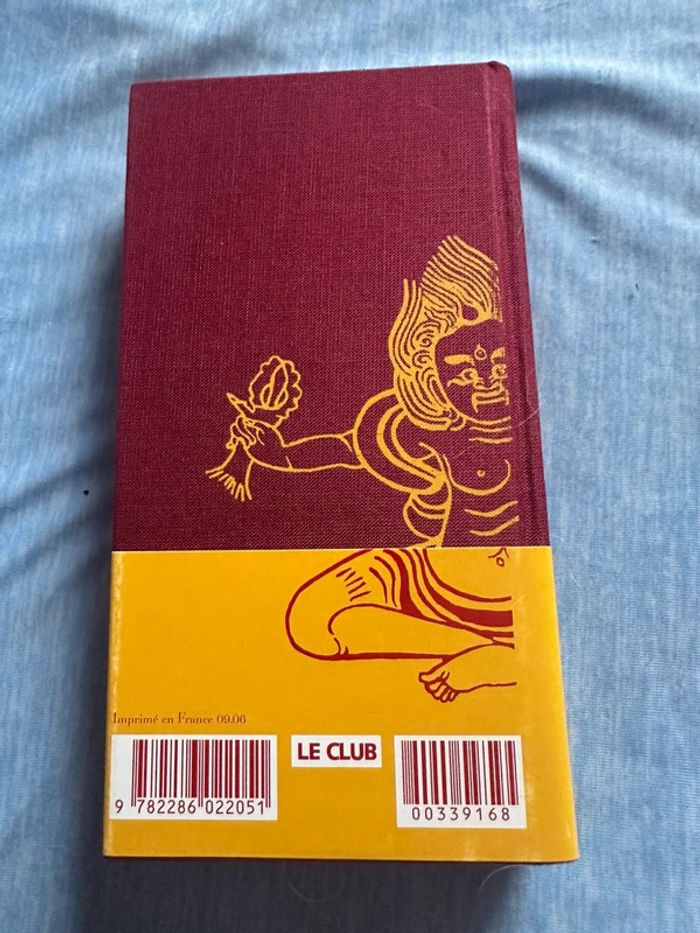 Imprimé en France 09.06
LE CLUB
9 782286 022051
00339168